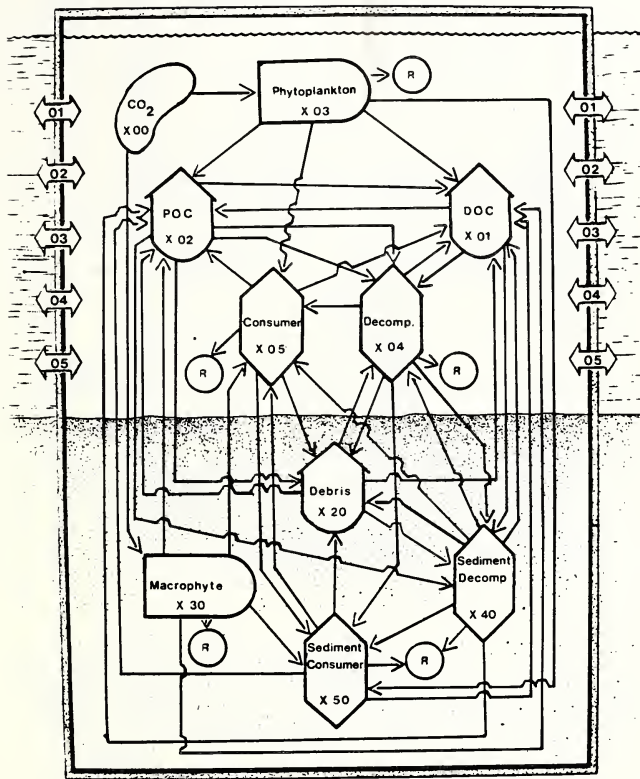 R
Phytoplankton
X 03
CO2
X 00
01
01
02
02
POC
X 02
DOC
X 01
03
03
04
04
Consumer
X 05
Decomp.
X 04
05
05
R
R
Debris
X 20
Macrophyte
X 30
Sediment
Decomp
X 40
R
Sediment
Consumer
X 50
R